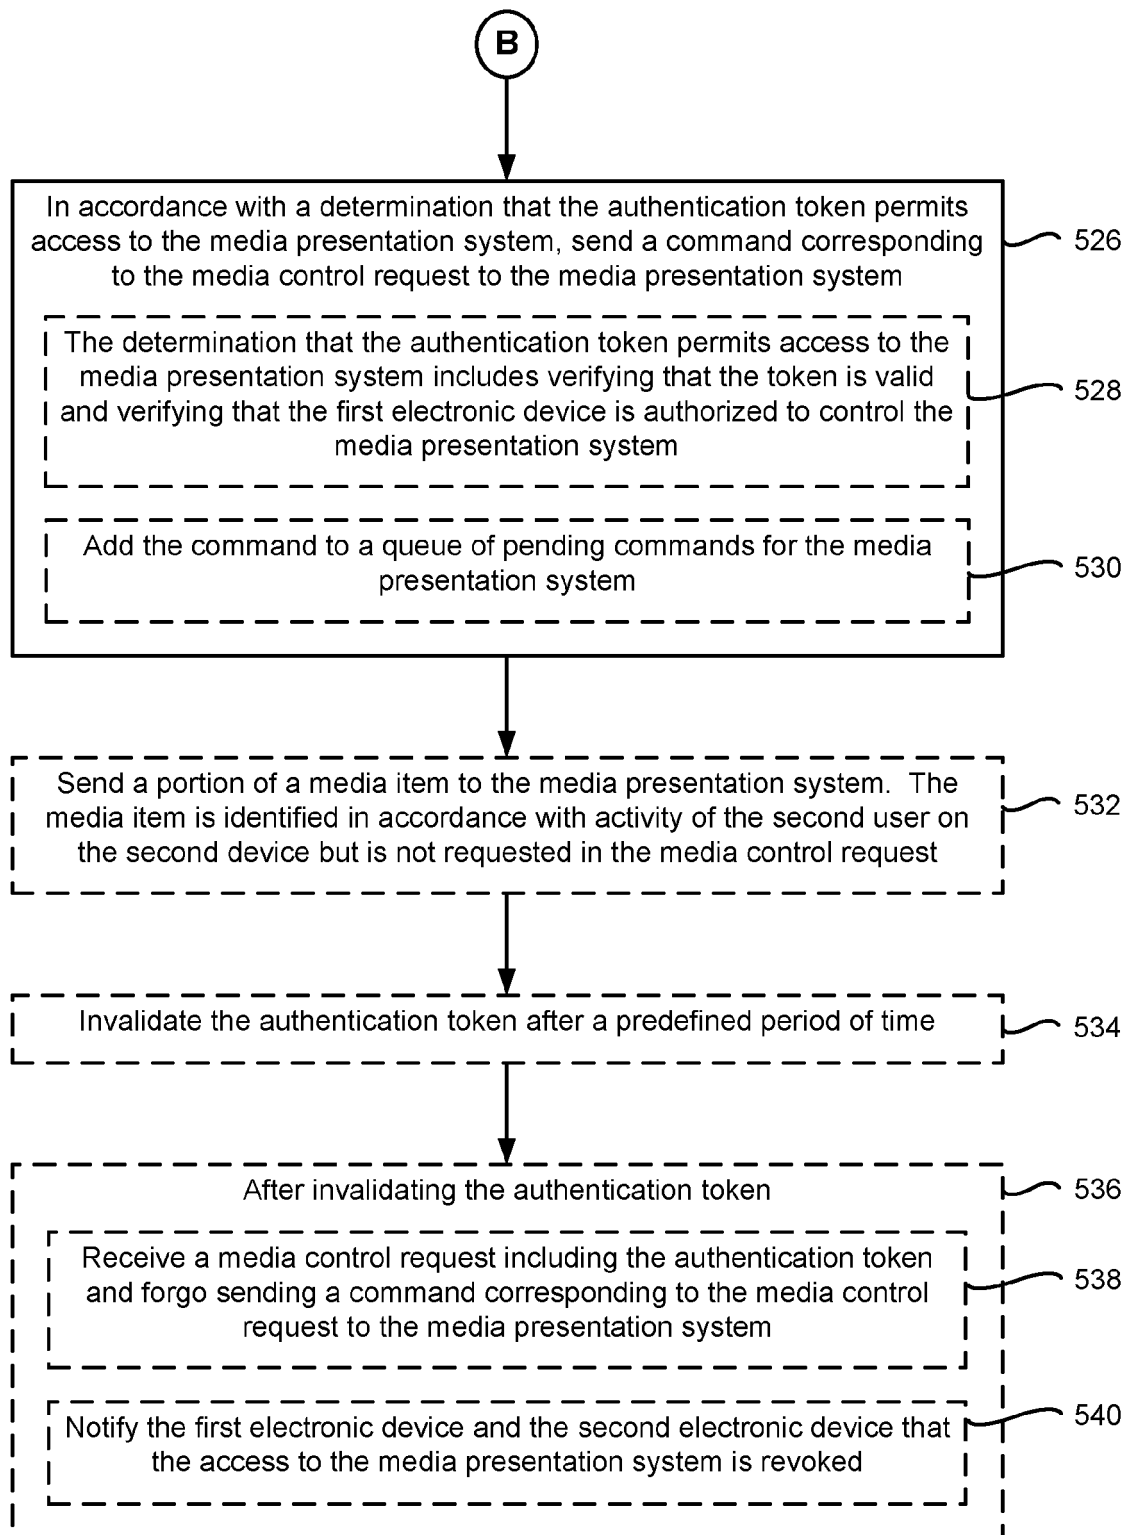 B
In accordance with a determination that the authentication token permits
access to the media presentation system, send a command corresponding
to the media control request to the media presentation system
526
The determination that the authentication token permits access to the
media presentation system includes verifying that the token is valid
and verifying that the first electronic device is authorized to control the
media presentation system
528
Add the command to a queue of pending commands for the media
presentation system
530
Send a portion of a media item to the media presentation system.  The
media item is identified in accordance with activity of the second user on
the second device but is not requested in the media control request
532
Invalidate the authentication token after a predefined period of time
534
After invalidating the authentication token
536
Receive a media control request including the authentication token
and forgo sending a command corresponding to the media control
request to the media presentation system
538
Notify the first electronic device and the second electronic device that
the access to the media presentation system is revoked
540